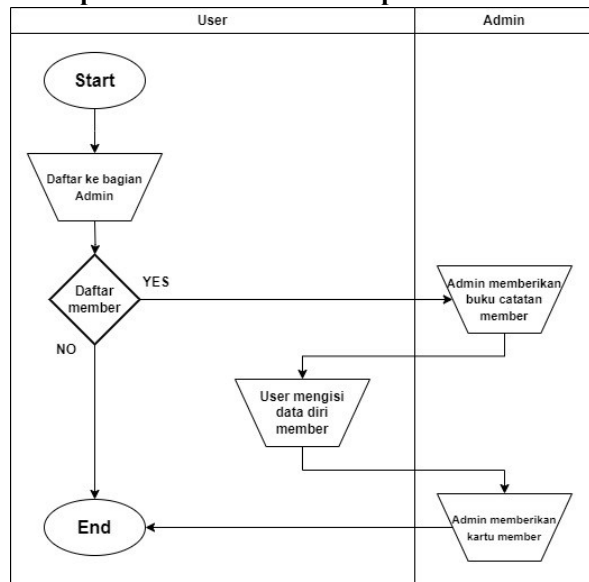 User
Admin
Start
Daftar ke bagian
Admin
Daftar
member
YES
NO
Admin memberikan
buku catatan
member
User mengisi
data diri
member
Admin memberikan
kartu member
End